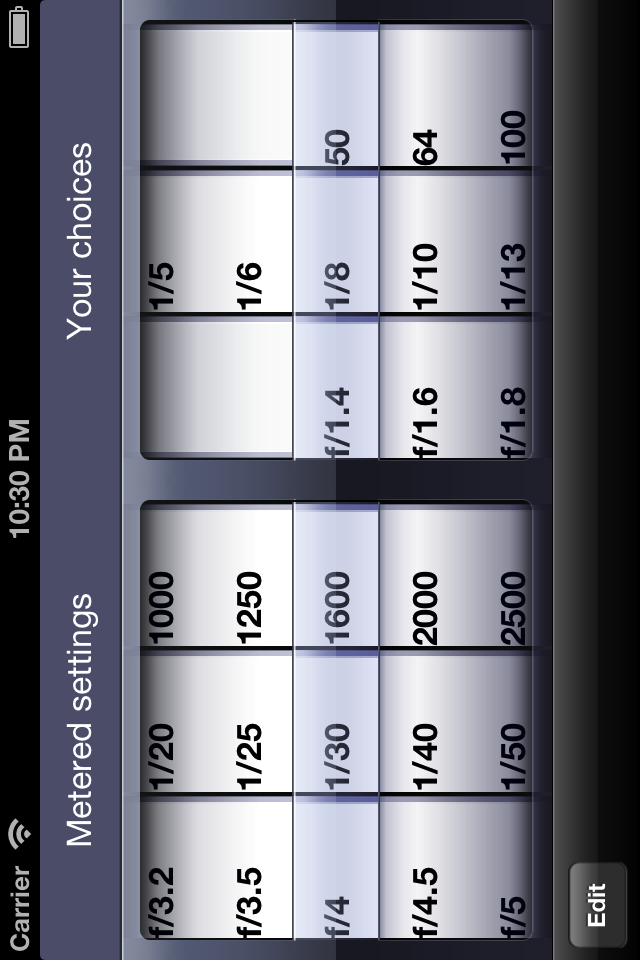 Carrier 10:30 PM
Metered settings Your choices
f/3.2 1/20 1000 1/5
f/3.5 1/25 1250 1/6
f/4 1/30 1600 f/1.4 1/8 50
f/4.5 1/40 2000 f/1.6 1/10 64
f/5 1/50 2500 f/1.8 1/13 100
Edit